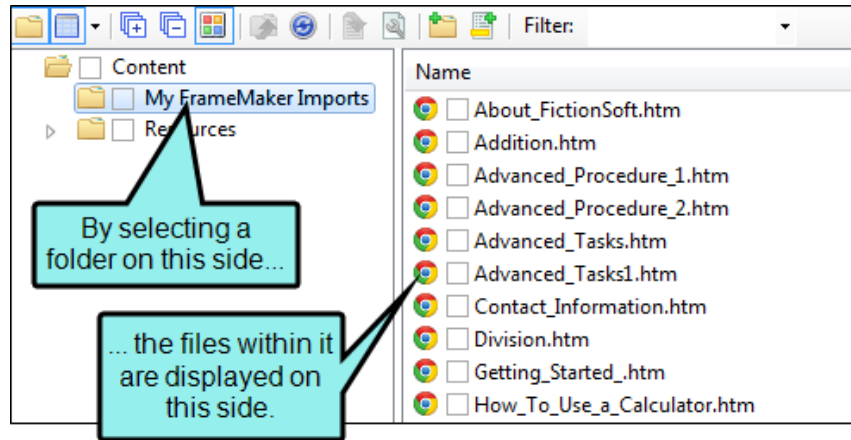 Filter:
Content
My FrameMaker Imports
Resources
By selecting a
folder on this side...
... the files within it
are displayed on
this side.
Name
About_FictionSoft.htm
Addition.htm
Advanced_Procedure_1.htm
Advanced_Procedure_2.htm
Advanced_Tasks.htm
Advanced_Tasks1.htm
Contact_Information.htm
Division.htm
Getting_Started_.htm
How_To_Use_a_Calculator.htm